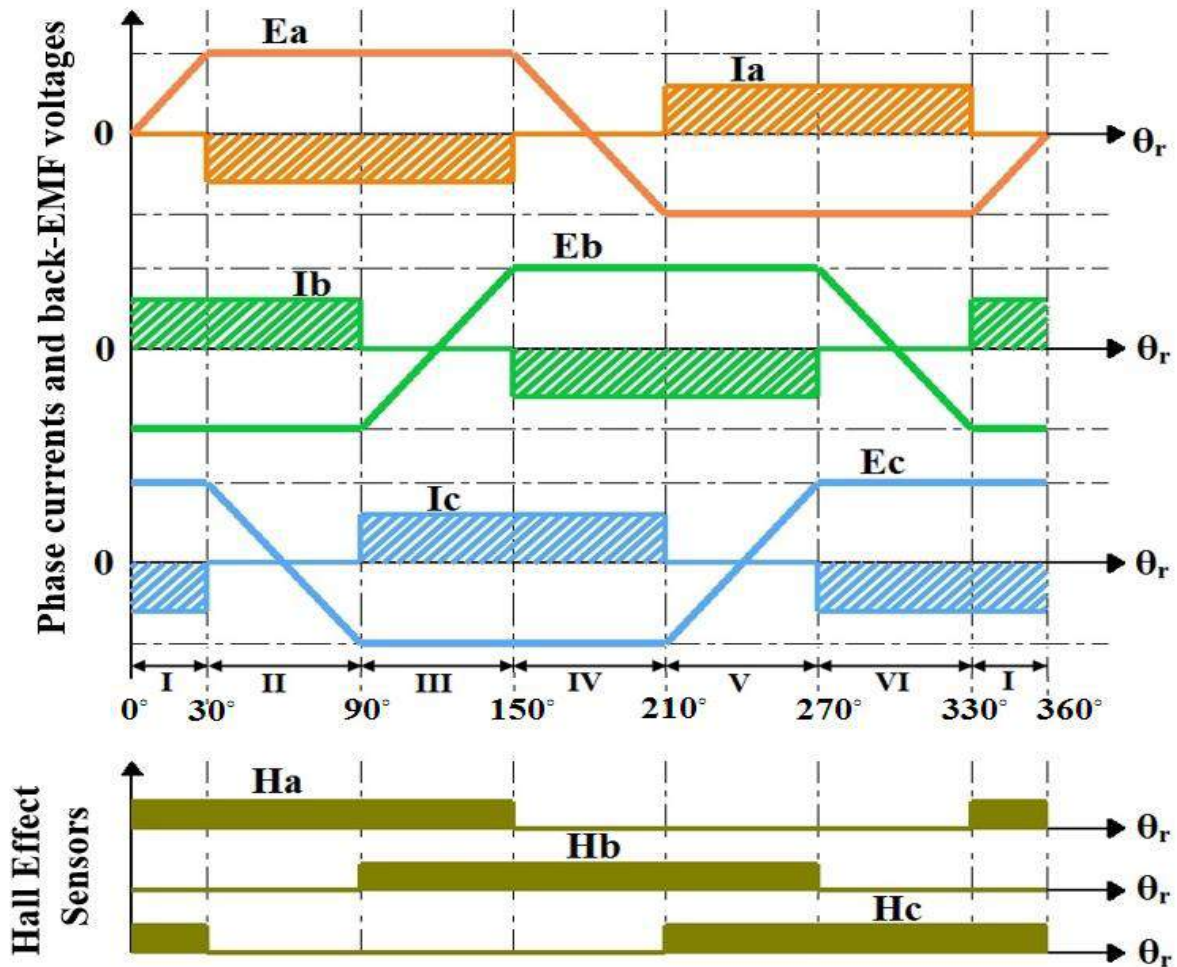 Phase currents and back-EMF voltages
Ea
Ia
0
θr
Eb
Ib
0
θr
Ec
Ic
0
θr
I II III IV V VI I
0° 30° 90° 150° 210° 270° 330° 360°
Hall Effect
Sensors
Ha
θr
Hb
θr
Hc
θr